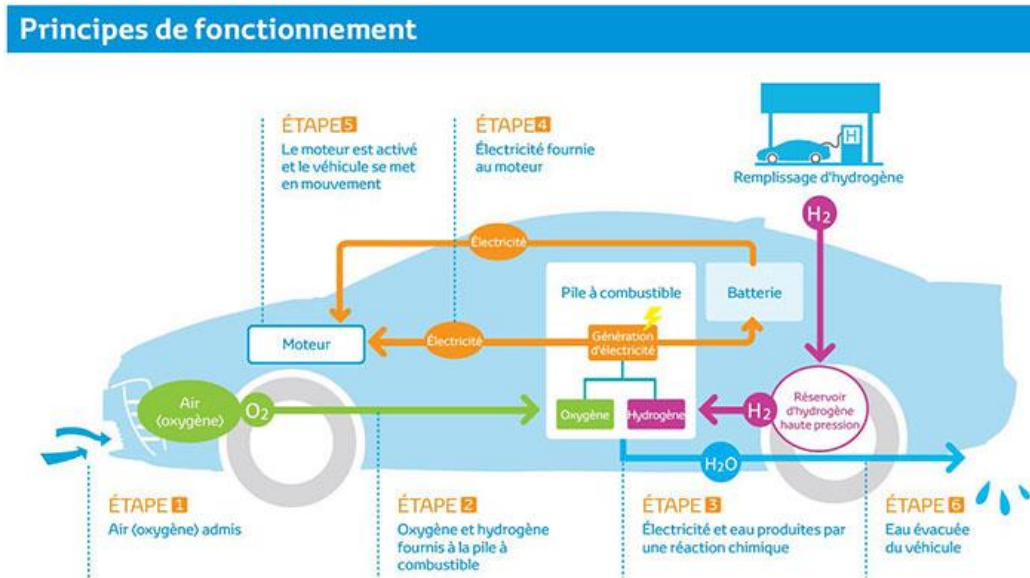 Principes de fonctionnement
ÉTAPE 5
Le moteur est activé
et le véhicule se met
en mouvement
ÉTAPE 4
Électricité fournie
au moteur
H
Remplissage d'hydrogène
H2
Électricité
Pile à combustible
Batterie
Moteur
Électricité
Génération
d'électricité
Air
(oxygène)
O2
Oxygène
Hydrogène
H2
Réservoir
d'hydrogène
haute pression
H2O
ÉTAPE 1
Air (oxygène) admis
ÉTAPE 2
Oxygène et hydrogène
fournis à la pile à
combustible
ÉTAPE 3
Électricité et eau produites par
une réaction chimique
ÉTAPE 6
Eau évacuée
du véhicule